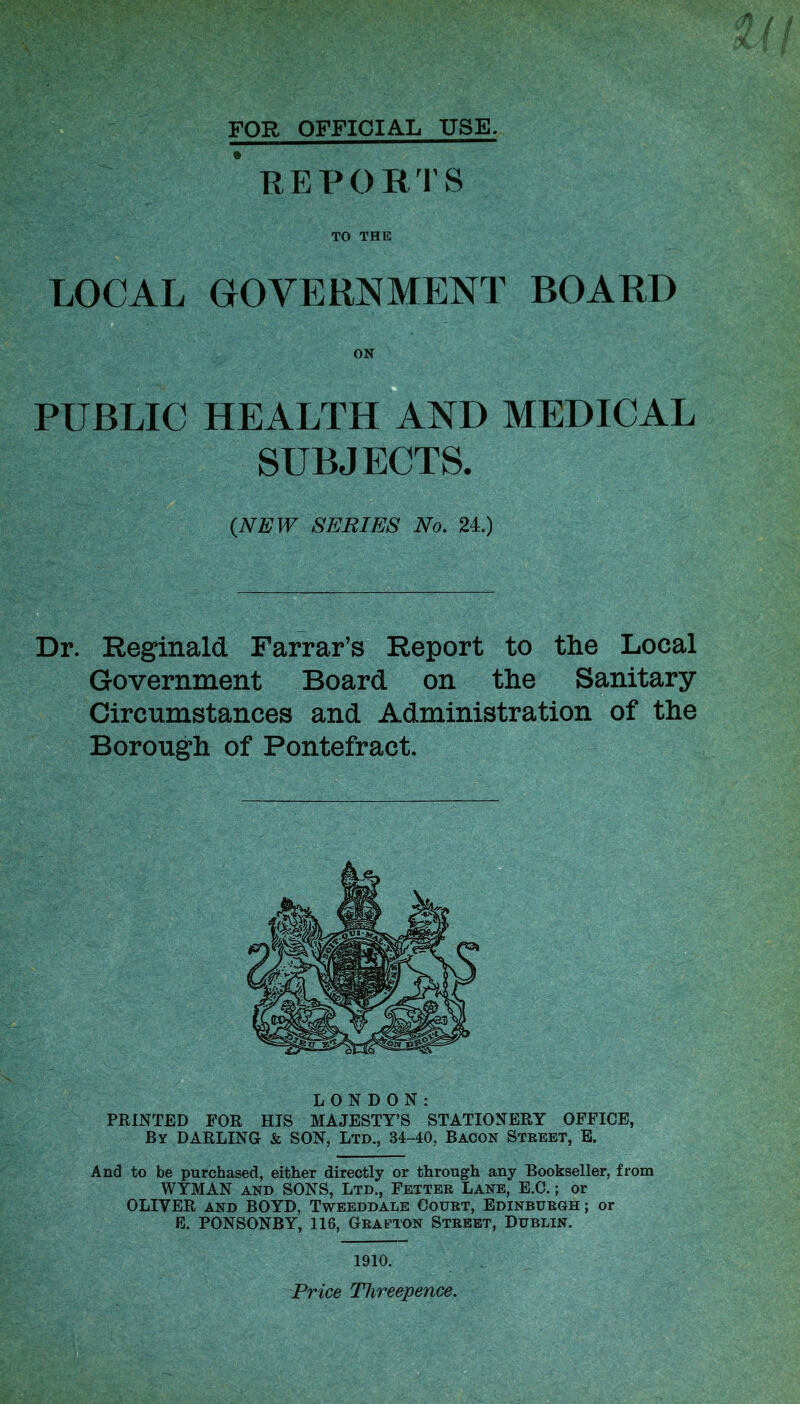 211
FOR OFFICIAL USE.
REPORTS
TO THE
LOCAL GOVERNMENT BOARD
ON
PUBLIC HEALTH AND MEDICAL
SUBJECTS.
(NEW SERIES No. 24.)
Dr. Reginald Farrar's Report to the Local
Government Board on the Sanitary
Circumstances and Administration of the
Borough of Pontefract.
LONDON:
PRINTED FOR HIS MAJESTY'S STATIONERY OFFICE,
By DARLING & SON, Ltd., 34-40, Bacon Street, E.
And to be purchased, either directly or through any Bookseller, from
WYMAN AND SONS, Ltd., Fetter Lane, E.C.; or
OLIVER AND BOYD, Tweeddale Court, Edinburgh; or
E. PONSONBY, 116, Grafton Street, Dublin.
1910.
Price Threepence.